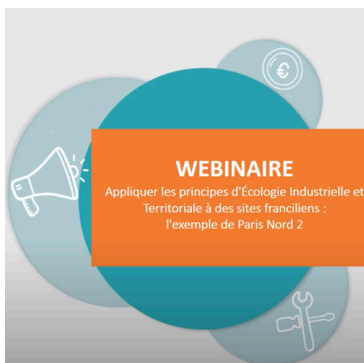 WEBINAIRE
Appliquer les principes d'Écologie Industrielle et
Territoriale à des sites franciliens :
l'exemple de Paris Nord 2
€